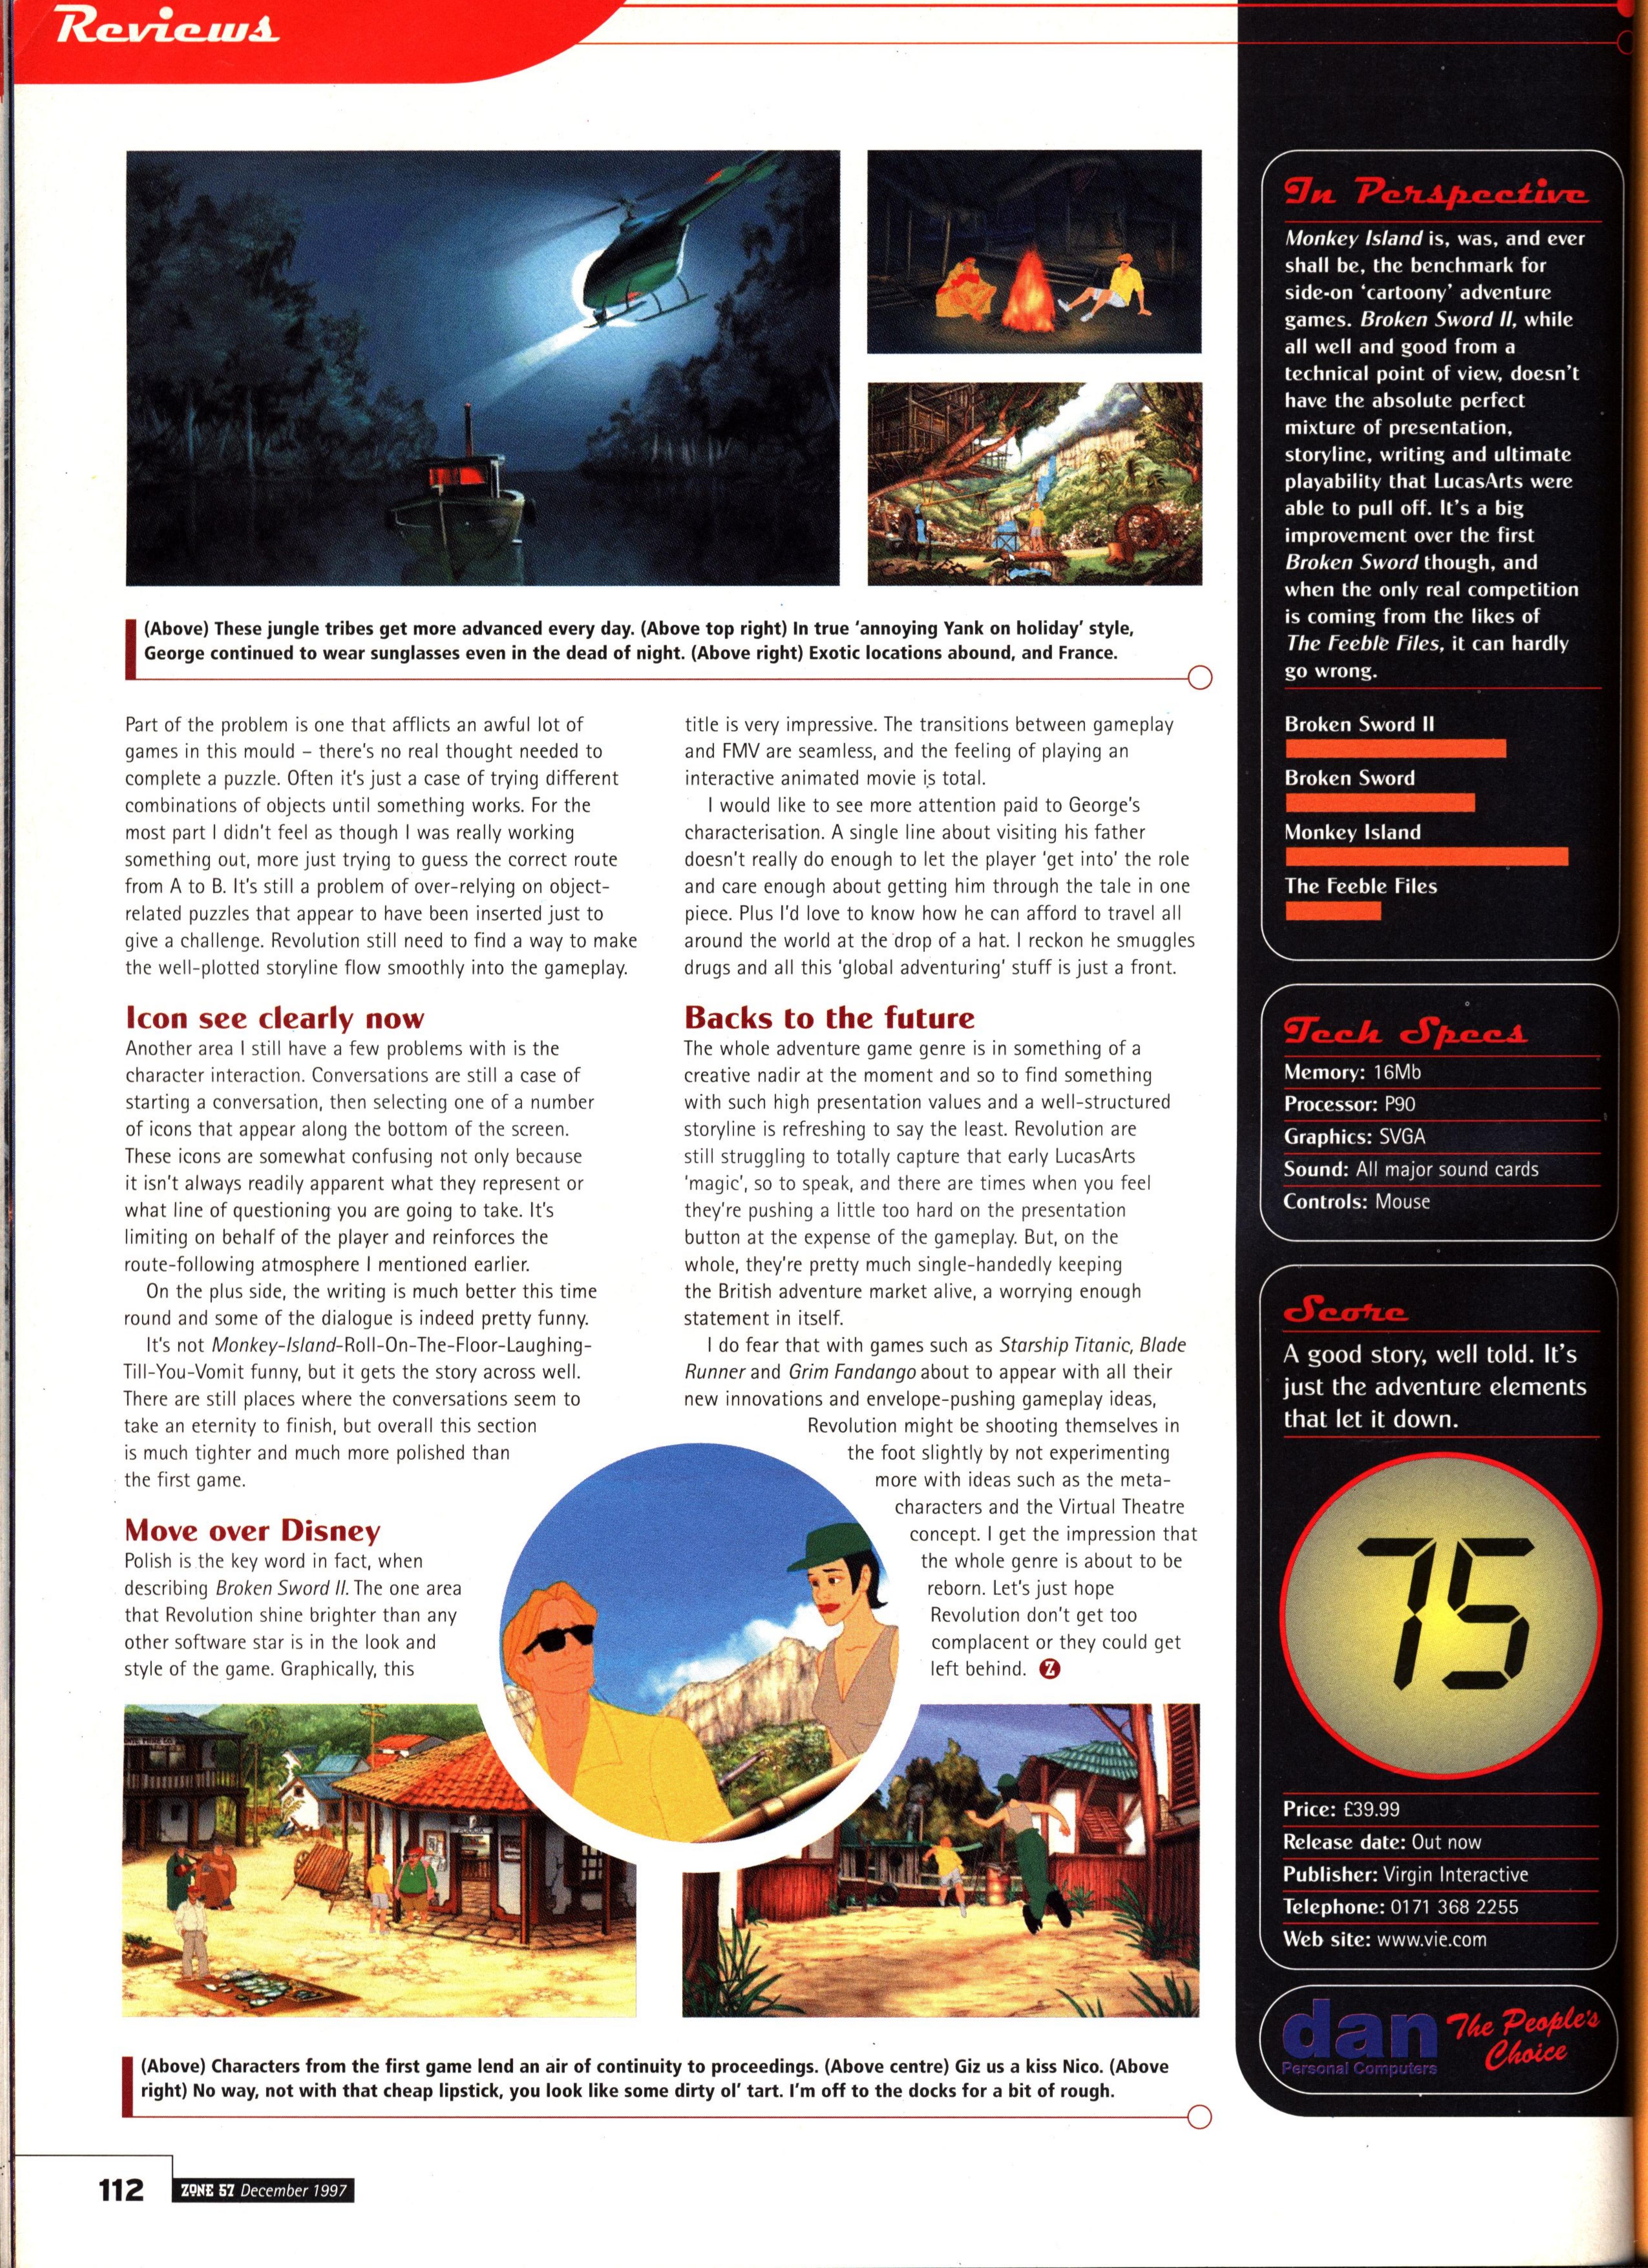 Reviews
(Above) These jungle tribes get more advanced every day. (Above top right) In true ‘annoying Yank on holiday’ style,
George continued to wear sunglasses even in the dead of night. (Above right) Exotic locations abound, and France.
Part of the problem is one that afflicts an awful lot of
games in this mould – there's no real thought needed to
complete a puzzle. Often it's just a case of trying different
combinations of objects until something works. For the
most part I didn't feel as though I was really working
something out, more just trying to guess the correct route
from A to B. It's still a problem of over-relying on object-
related puzzles that appear to have been inserted just to
give a challenge. Revolution still need to find a way to make
the well-plotted storyline flow smoothly into the gameplay.
Icon see clearly now
Another area I still have a few problems with is the
character interaction. Conversations are still a case of
starting a conversation, then selecting one of a number
of icons that appear along the bottom of the screen.
These icons are somewhat confusing not only because
it isn't always readily apparent what they represent or
what line of questioning you are going to take. It's
limiting on behalf of the player and reinforces the
route-following atmosphere I mentioned earlier.
On the plus side, the writing is much better this time
round and some of the dialogue is indeed pretty funny.
It's not Monkey-Island-Roll-On-The-Floor-Laughing-
Till-You-Vomit funny, but it gets the story across well.
There are still places where the conversations seem to
take an eternity to finish, but overall this section
is much tighter and much more polished than
the first game.
Move over Disney
Polish is the key word in fact, when
describing Broken Sword II. The one area
that Revolution shine brighter than any
other software star is in the look and
style of the game. Graphically, this
title is very impressive. The transitions between gameplay
and FMV are seamless, and the feeling of playing an
interactive animated movie is total.
I would like to see more attention paid to George's
characterisation. A single line about visiting his father
doesn't really do enough to let the player 'get into' the role
and care enough about getting him through the tale in one
piece. Plus I'd love to know how he can afford to travel all
around the world at the drop of a hat. I reckon he smuggles
drugs and all this 'global adventuring' stuff is just a front.
Backs to the future
The whole adventure game genre is in something of a
creative nadir at the moment and so to find something
with such high presentation values and a well-structured
storyline is refreshing to say the least. Revolution are
still struggling to totally capture that early LucasArts
'magic', so to speak, and there are times when you feel
they're pushing a little too hard on the presentation
button at the expense of the gameplay. But, on the
whole, they're pretty much single-handedly keeping
the British adventure market alive, a worrying enough
statement in itself.
I do fear that with games such as Starship Titanic, Blade
Runner and Grim Fandango about to appear with all their
new innovations and envelope-pushing gameplay ideas,
Revolution might be shooting themselves in
the foot slightly by not experimenting
more with ideas such as the meta-
characters and the Virtual Theatre
concept. I get the impression that
the whole genre is about to be
reborn. Let's just hope
Revolution don't get too
complacent or they could get
left behind. Z
(Above) Characters from the first game lend an air of continuity to proceedings. (Above centre) Giz us a kiss Nico. (Above
right) No way, not with that cheap lipstick, you look like some dirty ol' tart. I'm off to the docks for a bit of rough.
112
ZONE 57 December 1997
In Perspective
Monkey Island is, was, and ever
shall be, the benchmark for
side-on ‘cartoony’ adventure
games. Broken Sword II, while
all well and good from a
technical point of view, doesn't
have the absolute perfect
mixture of presentation,
storyline, writing and ultimate
playability that LucasArts were
able to pull off. It's a big
improvement over the first
Broken Sword though, and
when the only real competition
is coming from the likes of
The Feeble Files, it can hardly
go wrong.
Broken Sword II
Broken Sword
Monkey Island
The Feeble Files
Tech Specs
Memory: 16Mb
Processor: P90
Graphics: SVGA
Sound: All major sound cards
Controls: Mouse
Score
A good story, well told. It's
just the adventure elements
that let it down.
75
Price: £39.99
Release date: Out now
Publisher: Virgin Interactive
Telephone: 0171 368 2255
Web site: www.vie.com
dan
Personal Computers
The People's
Choice